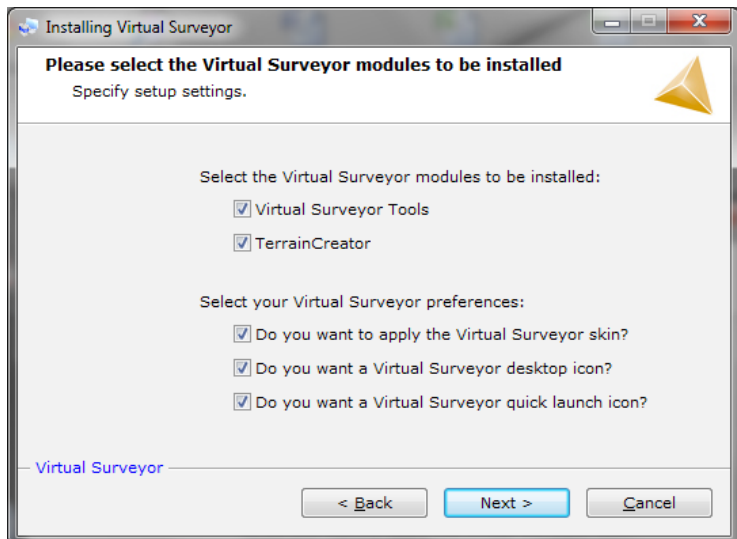 Installing Virtual Surveyor
Please select the Virtual Surveyor modules to be installed
Specify setup settings.
Select the Virtual Surveyor modules to be installed:
Virtual Surveyor Tools
TerrainCreator
Select your Virtual Surveyor preferences:
Do you want to apply the Virtual Surveyor skin?
Do you want a Virtual Surveyor desktop icon?
Do you want a Virtual Surveyor quick launch icon?
Virtual Surveyor
< Back Next > Cancel